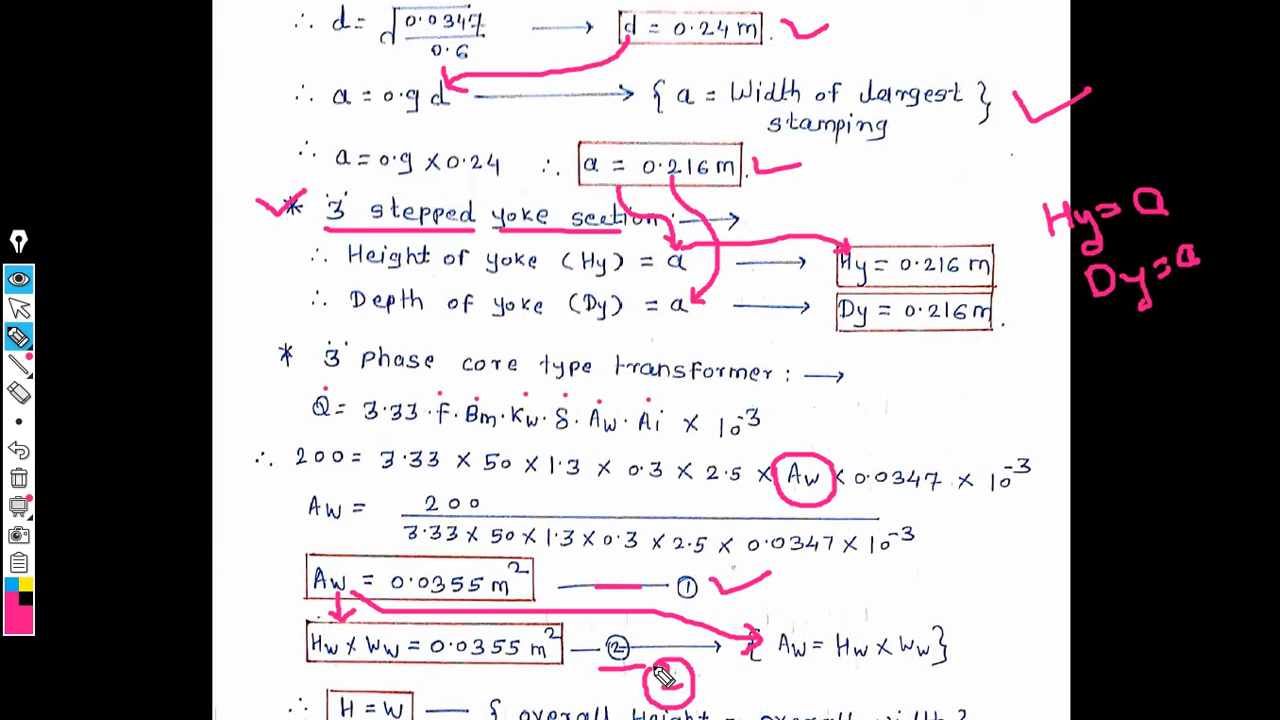 ∴ d = √0.0347/0.6 ⟶ d = 0.24 m.
∴ a = 0.9 d ⟶ { a = Width of largest stamping }
∴ a = 0.9 × 0.24 ∴ a = 0.216 m.
* '3' stepped yoke section : ⟶
Hy = a
Dy = a
∴ Height of yoke (Hy) = a ⟶ Hy = 0.216 m
∴ Depth of yoke (Dy) = a ⟶ Dy = 0.216 m.
* '3' phase core type transformer : ⟶
Q = 3.33 · F · Bm · Kw · δ · Aw · Ai × 10⁻³
∴ 200 = 3.33 × 50 × 1.3 × 0.3 × 2.5 × Aw × 0.0347 × 10⁻³
Aw = 200 / 3.33 × 50 × 1.3 × 0.3 × 2.5 × 0.0347 × 10⁻³
Aw = 0.0355 m² —— ①
Hw × Ww = 0.0355 m² — ② ⟶ { Aw = Hw × Ww }
2
∴ H = W — { overall Height = overall width }